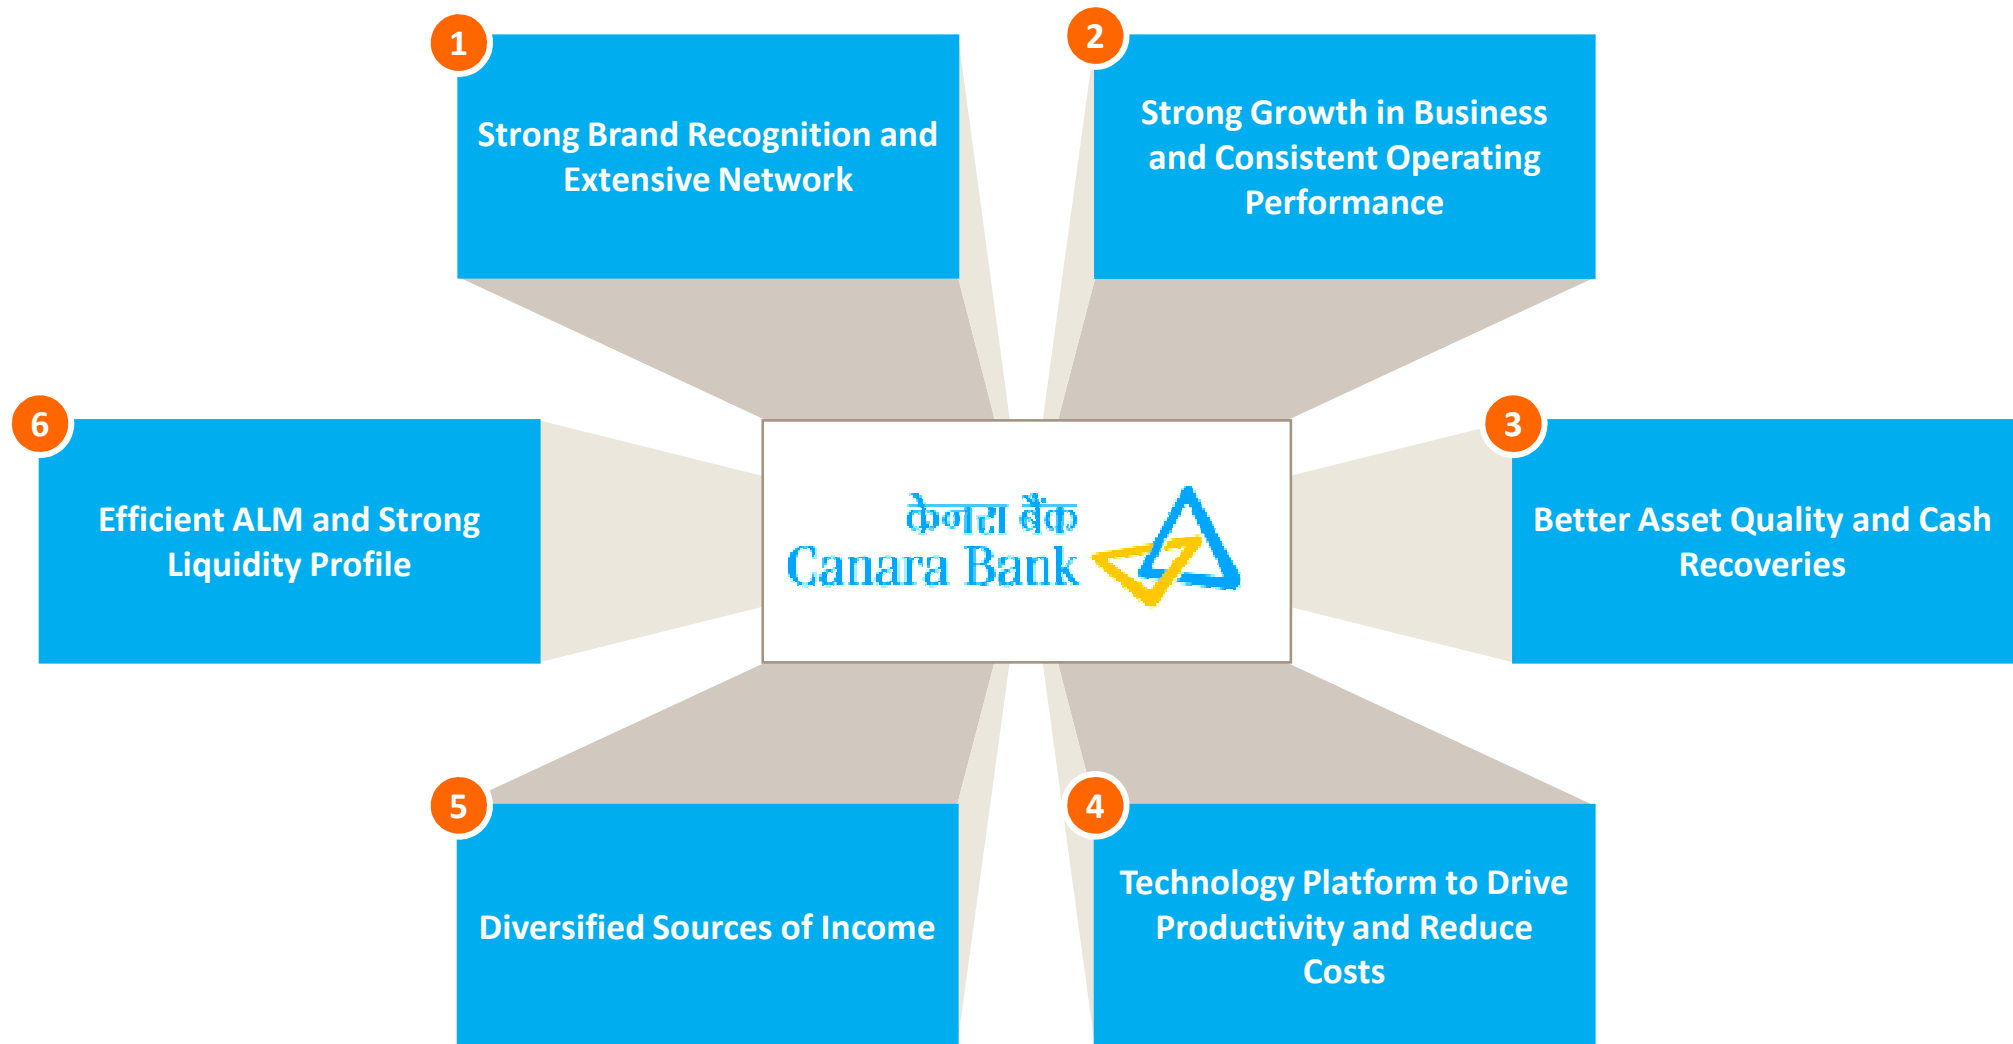 1
Strong Brand Recognition and
Extensive Network
2
Strong Growth in Business
and Consistent Operating
Performance
6
Efficient ALM and Strong
Liquidity Profile
केनरा बैंक
Canara Bank
3
Better Asset Quality and Cash
Recoveries
5
Diversified Sources of Income
4
Technology Platform to Drive
Productivity and Reduce
Costs